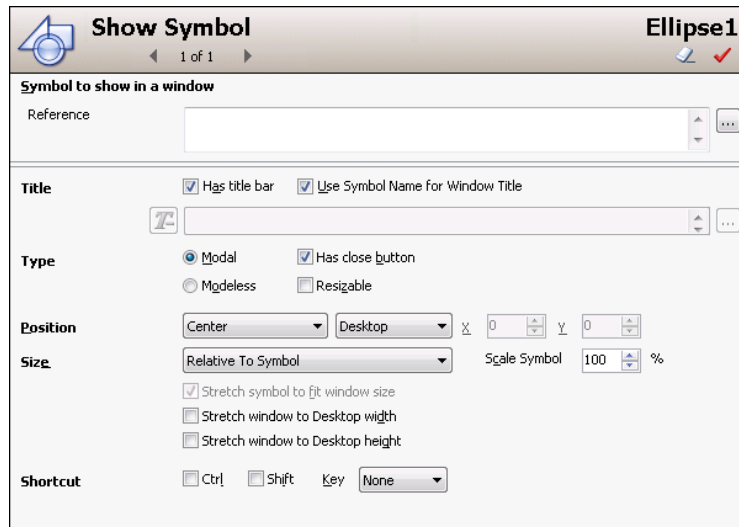 Show Symbol
Ellipse1
1 of 1
Symbol to show in a window
Reference
...
Title
Has title bar
Use Symbol Name for Window Title
T
...
Type
Modal
Has close button
Modeless
Resizable
Position
Center
Desktop
X
0
Y
0
Size
Relative To Symbol
Scale Symbol
100
%
Stretch symbol to fit window size
Stretch window to Desktop width
Stretch window to Desktop height
Shortcut
Ctrl
Shift
Key
None